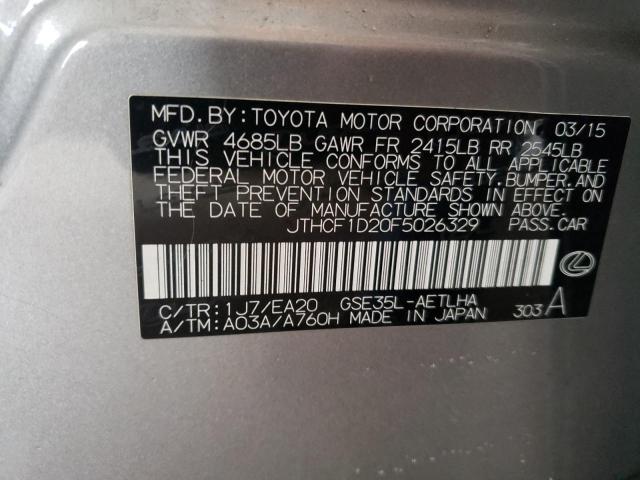 MFD. BY: TOYOTA MOTOR CORPORATION 03/15
GVWR 4685LB GAWR FR 2415LB RR 2545LB
THIS VEHICLE CONFORMS TO ALL APPLICABLE
FEDERAL MOTOR VEHICLE SAFETY, BUMPER, AND
THEFT PREVENTION STANDARDS IN EFFECT ON
THE DATE OF MANUFACTURE SHOWN ABOVE.
JTHCF1D20F5026329 PASS. CAR
C/TR: 1J7/EA20 GSE35L-AETLHA
A/TM: A03A/A760H MADE IN JAPAN 303 A